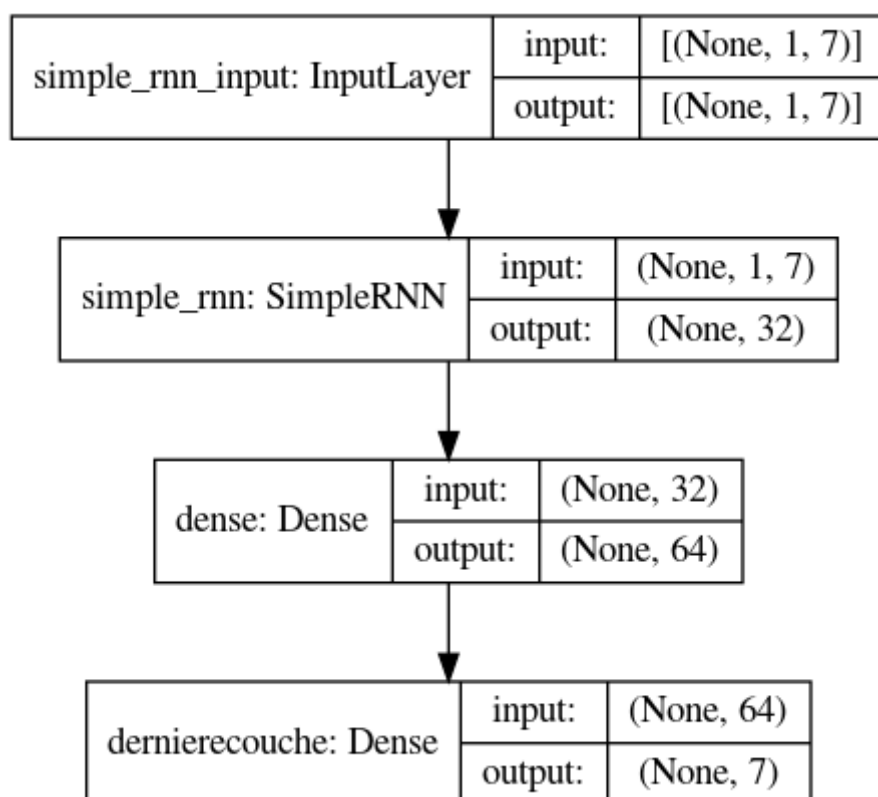 simple_rnn_input: InputLayer
input: [(None, 1, 7)]
output: [(None, 1, 7)]
simple_rnn: SimpleRNN
input: (None, 1, 7)
output: (None, 32)
dense: Dense
input: (None, 32)
output: (None, 64)
dernierecouche: Dense
input: (None, 64)
output: (None, 7)